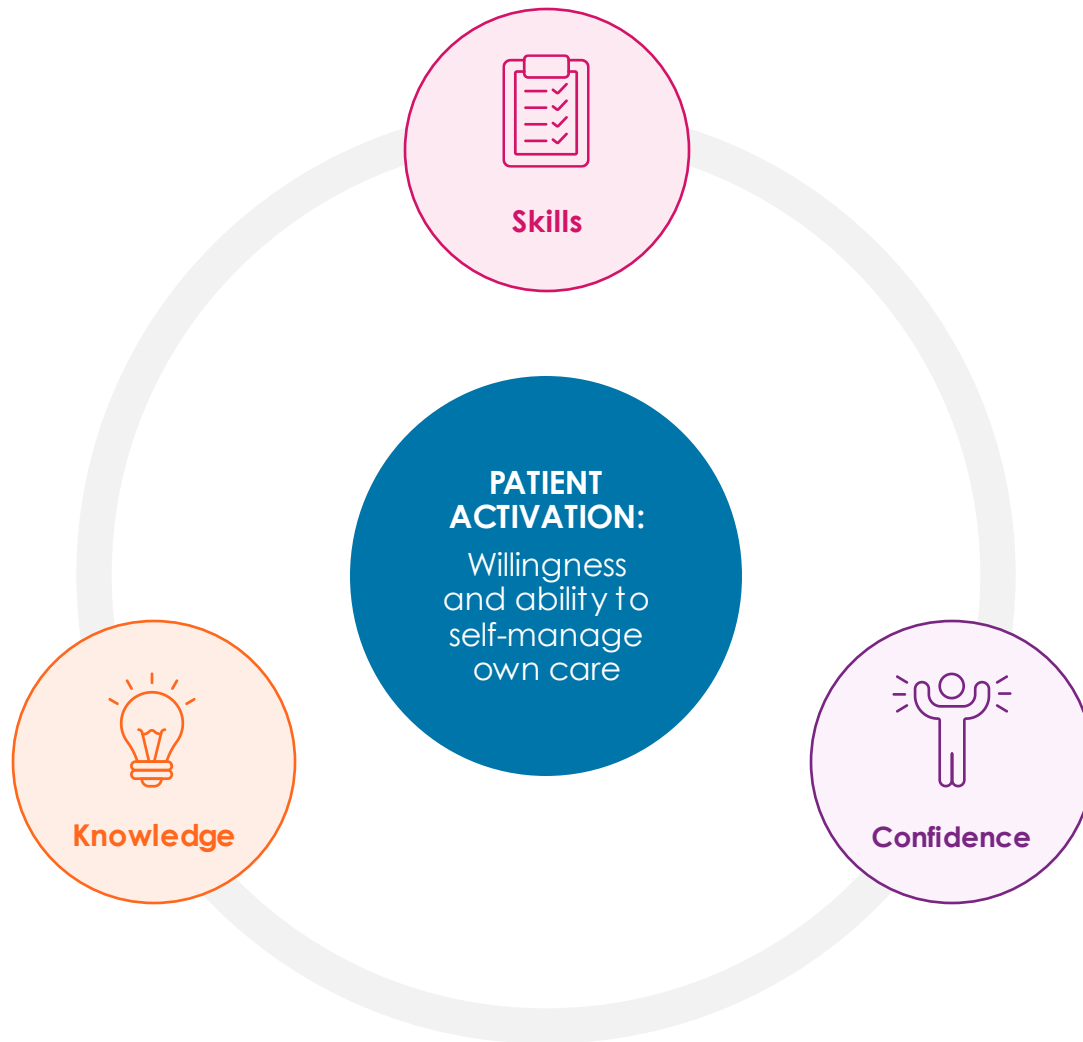 Skills
PATIENT
ACTIVATION:
Willingness
and ability to
self-manage
own care
Knowledge
Confidence